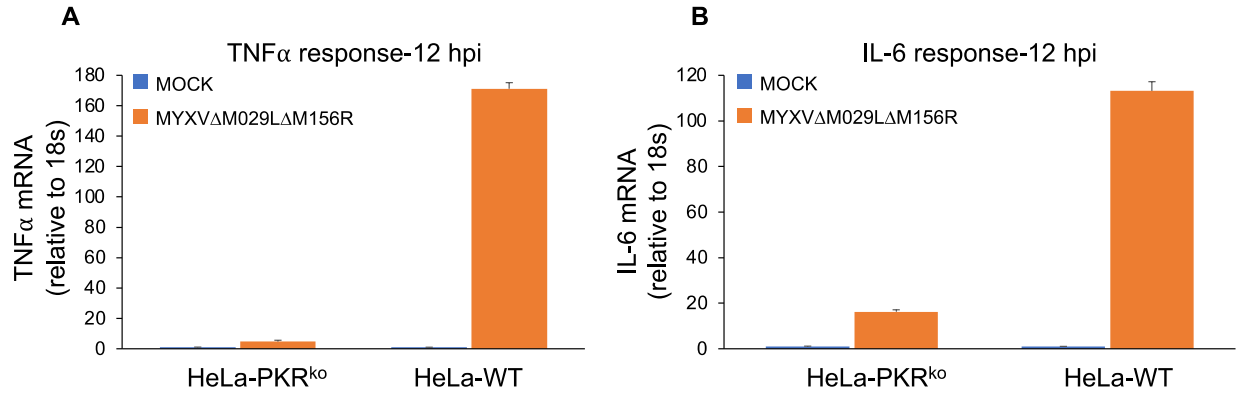 A
TNFα response-12 hpi
180
160
140
120
100
80
60
40
20
0
TNFα mRNA
(relative to 18s)
MOCK
MYXVΔM029LΔM156R
HeLa-PKRko
HeLa-WT
B
IL-6 response-12 hpi
120
100
80
60
40
20
0
IL-6 mRNA
(relative to 18s)
MOCK
MYXVΔM029LΔM156R
HeLa-PKRko
HeLa-WT